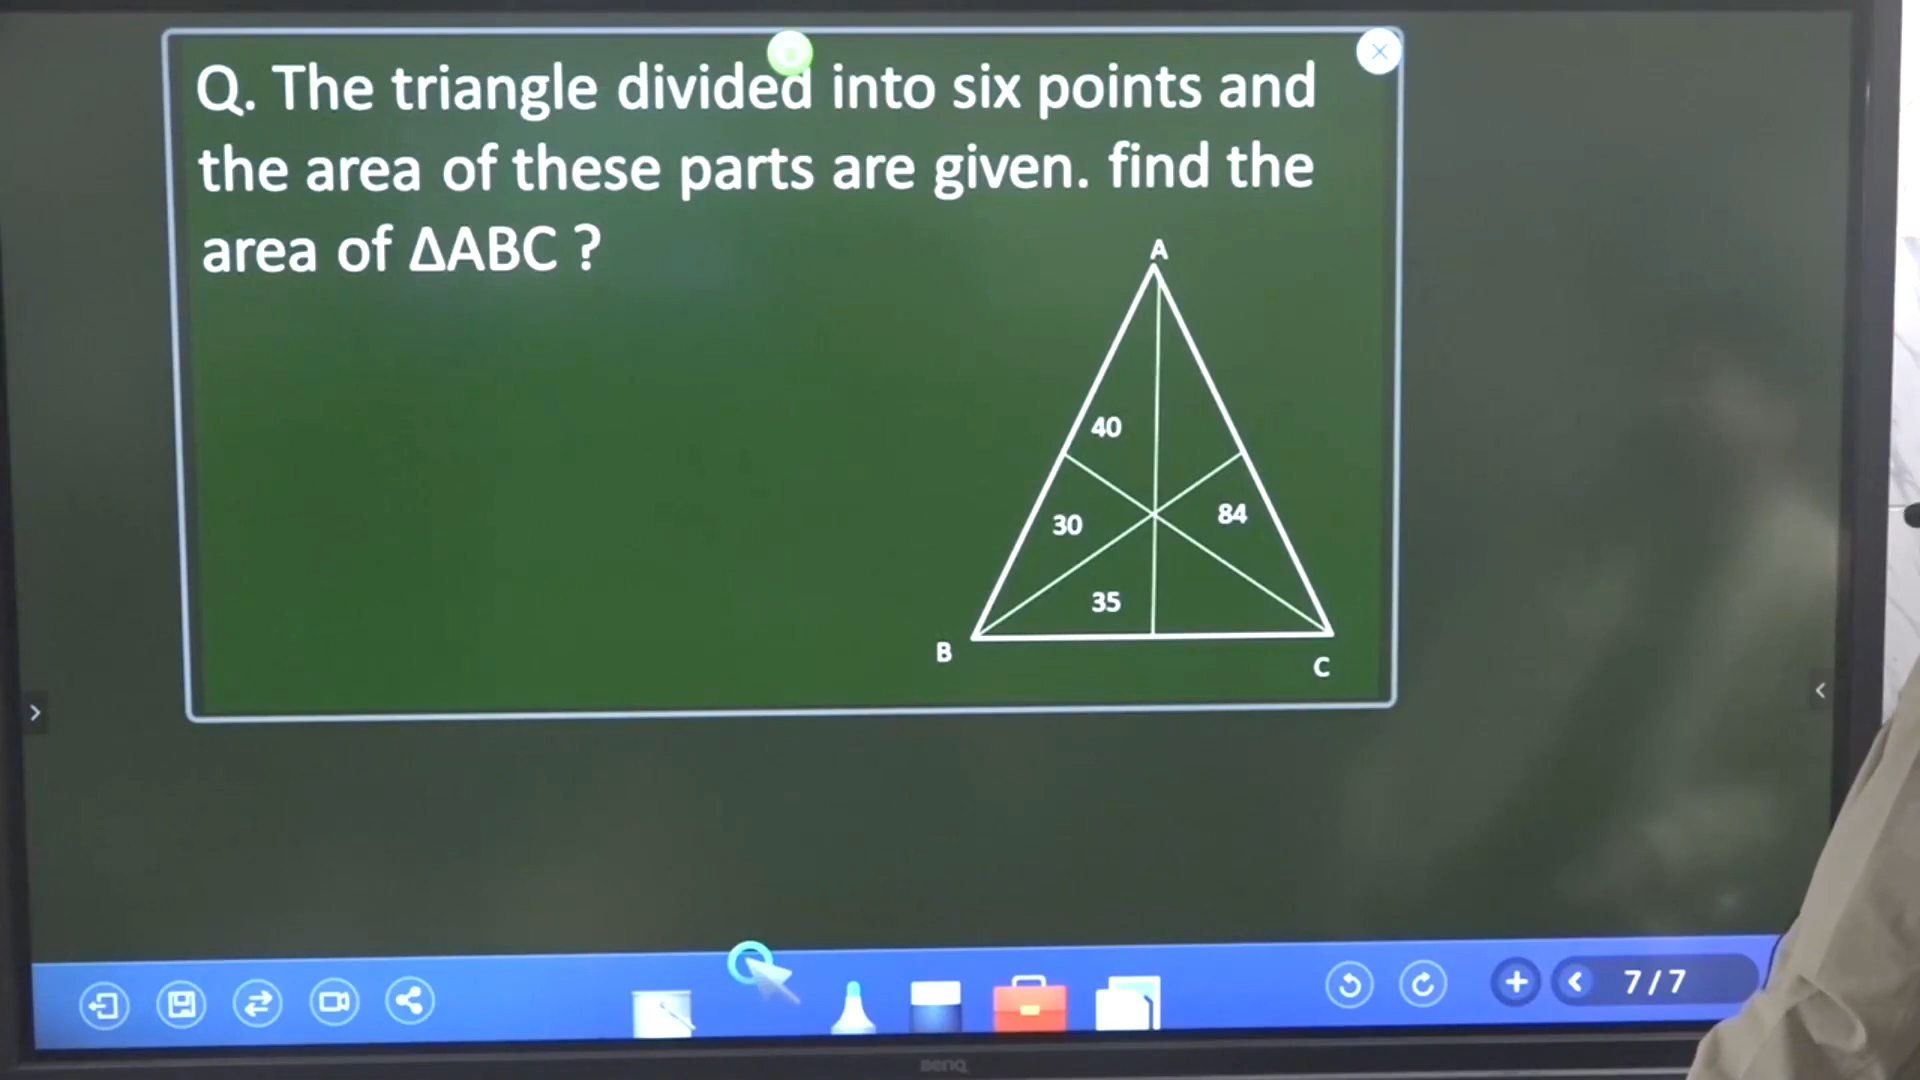 Q. The triangle divided into six points and
the area of these parts are given. find the
area of ΔABC ?
A
40
84
30
35
B
C
7/7
BenQ